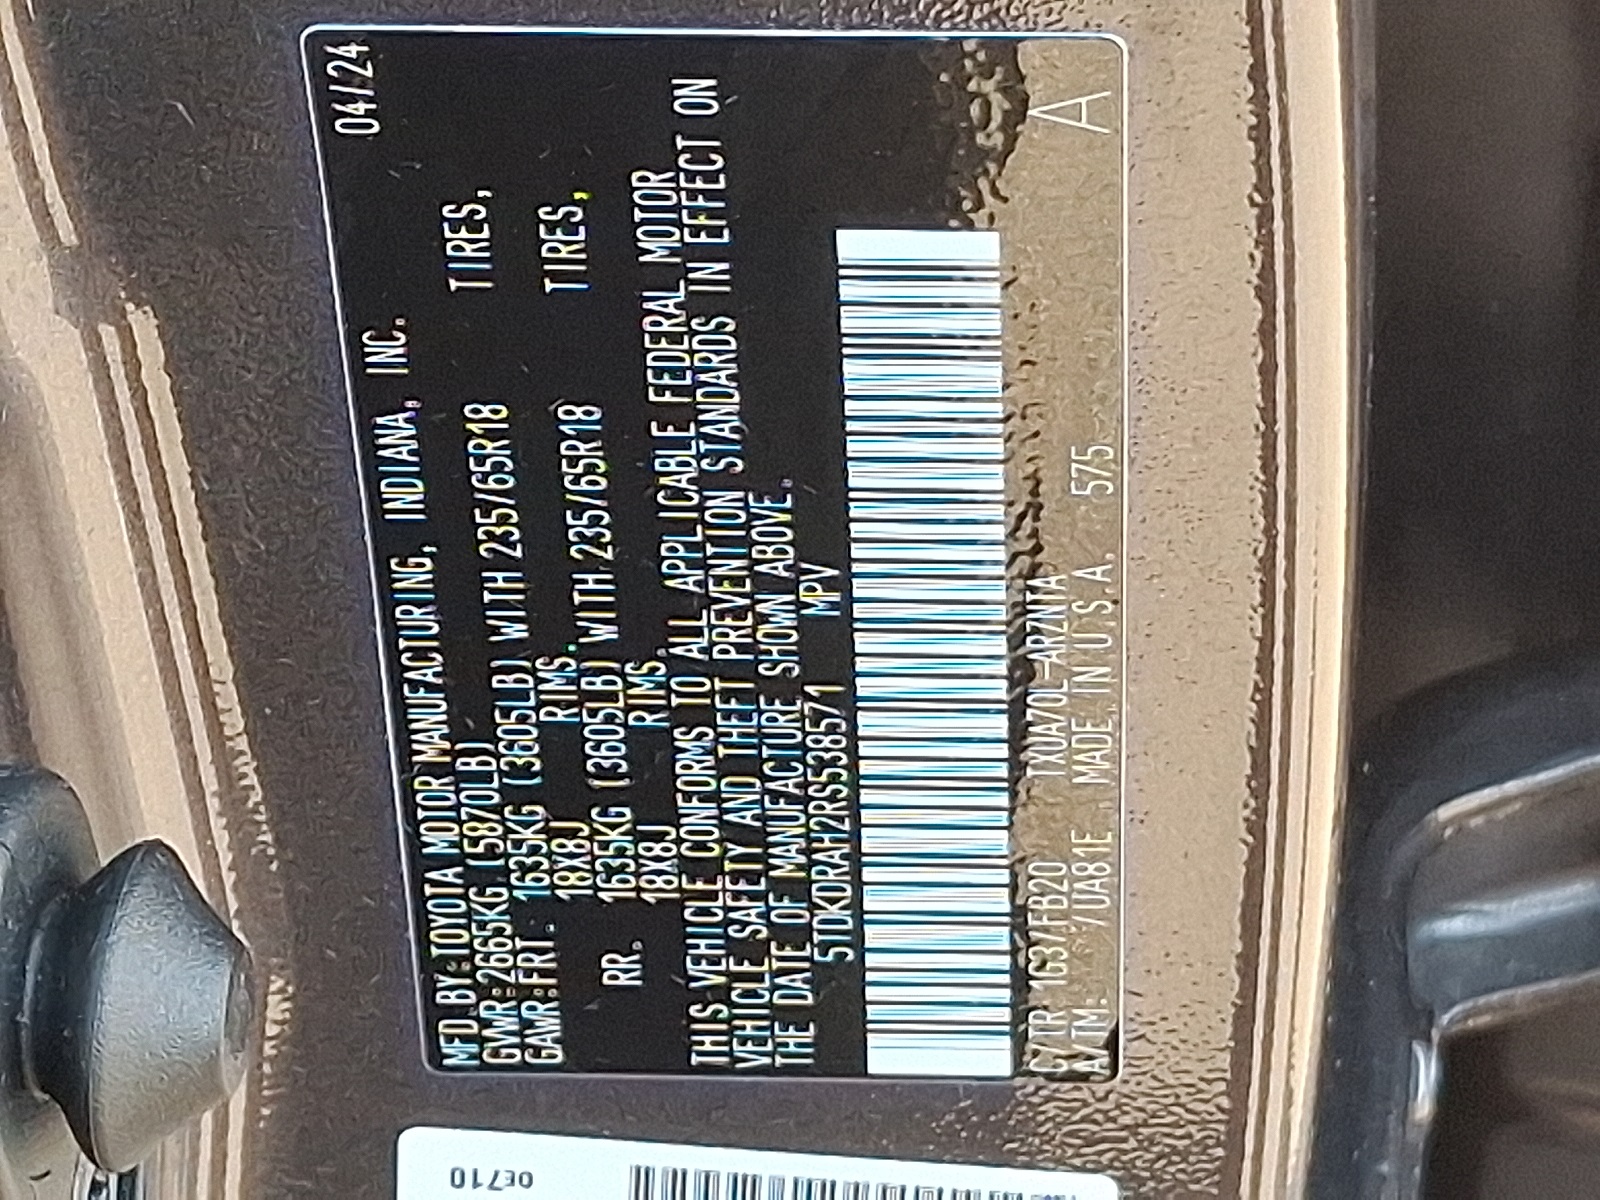 04/24
MFD.BY:TOYOTA MOTOR MANUFACTURING, INDIANA, INC.
GVWR:2665KG (5870LB)
GAWR:FRT. 1635KG (3605LB) WITH 235/65R18 TIRES,
18X8J RIMS.
RR. 1635KG (3605LB) WITH 235/65R18 TIRES,
18X8J RIMS.
THIS VEHICLE CONFORMS TO ALL APPLICABLE FEDERAL MOTOR
VEHICLE SAFETY AND THEFT PREVENTION STANDARDS IN EFFECT ON
THE DATE OF MANUFACTURE SHOWN ABOVE.
5TDKDRAH2RS538571 MPV
C/TR 1G3/FB20 TXUA70L-ARZNTA
A/TM: /UA81E MADE IN U.S.A. 575 A
0E710